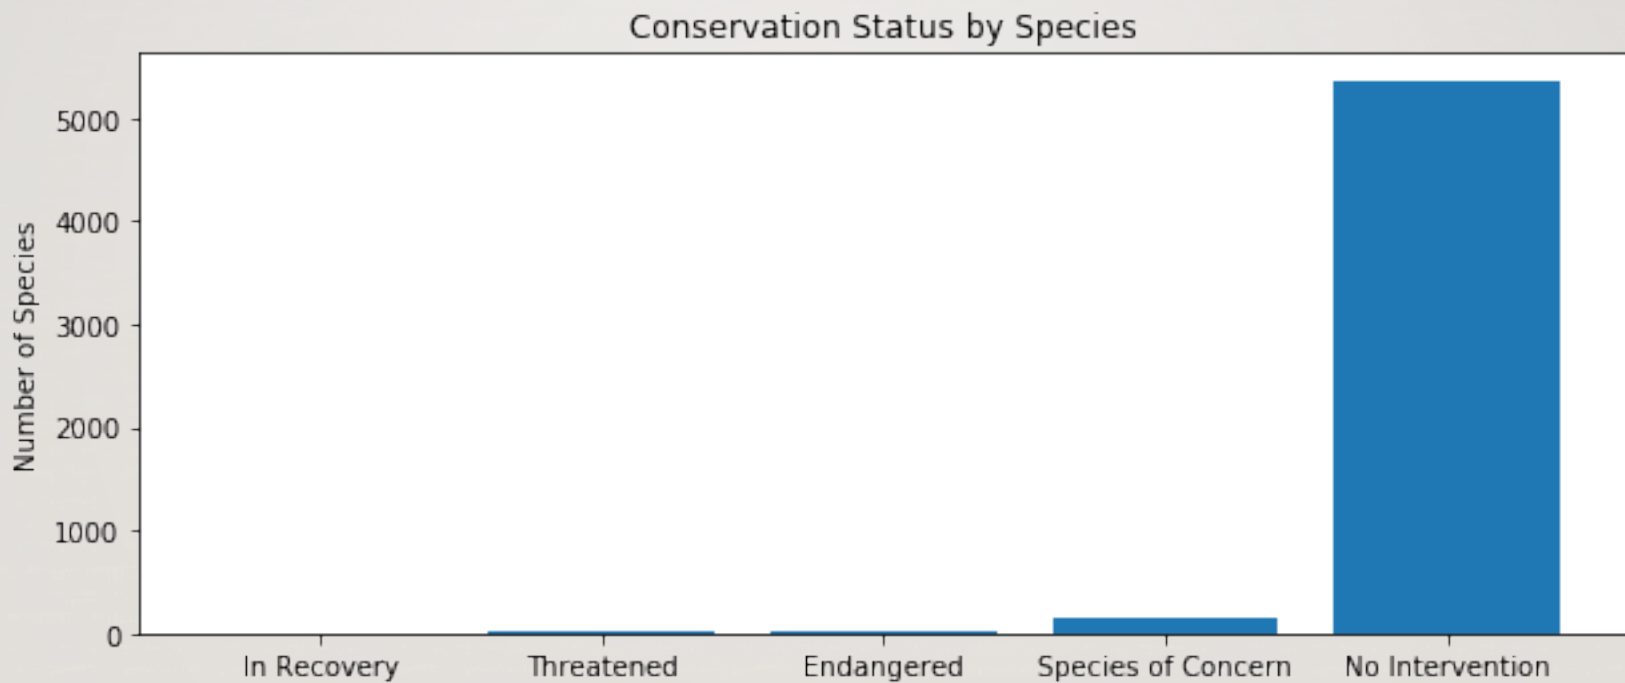 Conservation Status by Species
Number of Species
5000
4000
3000
2000
1000
0
In Recovery Threatened Endangered Species of Concern No Intervention